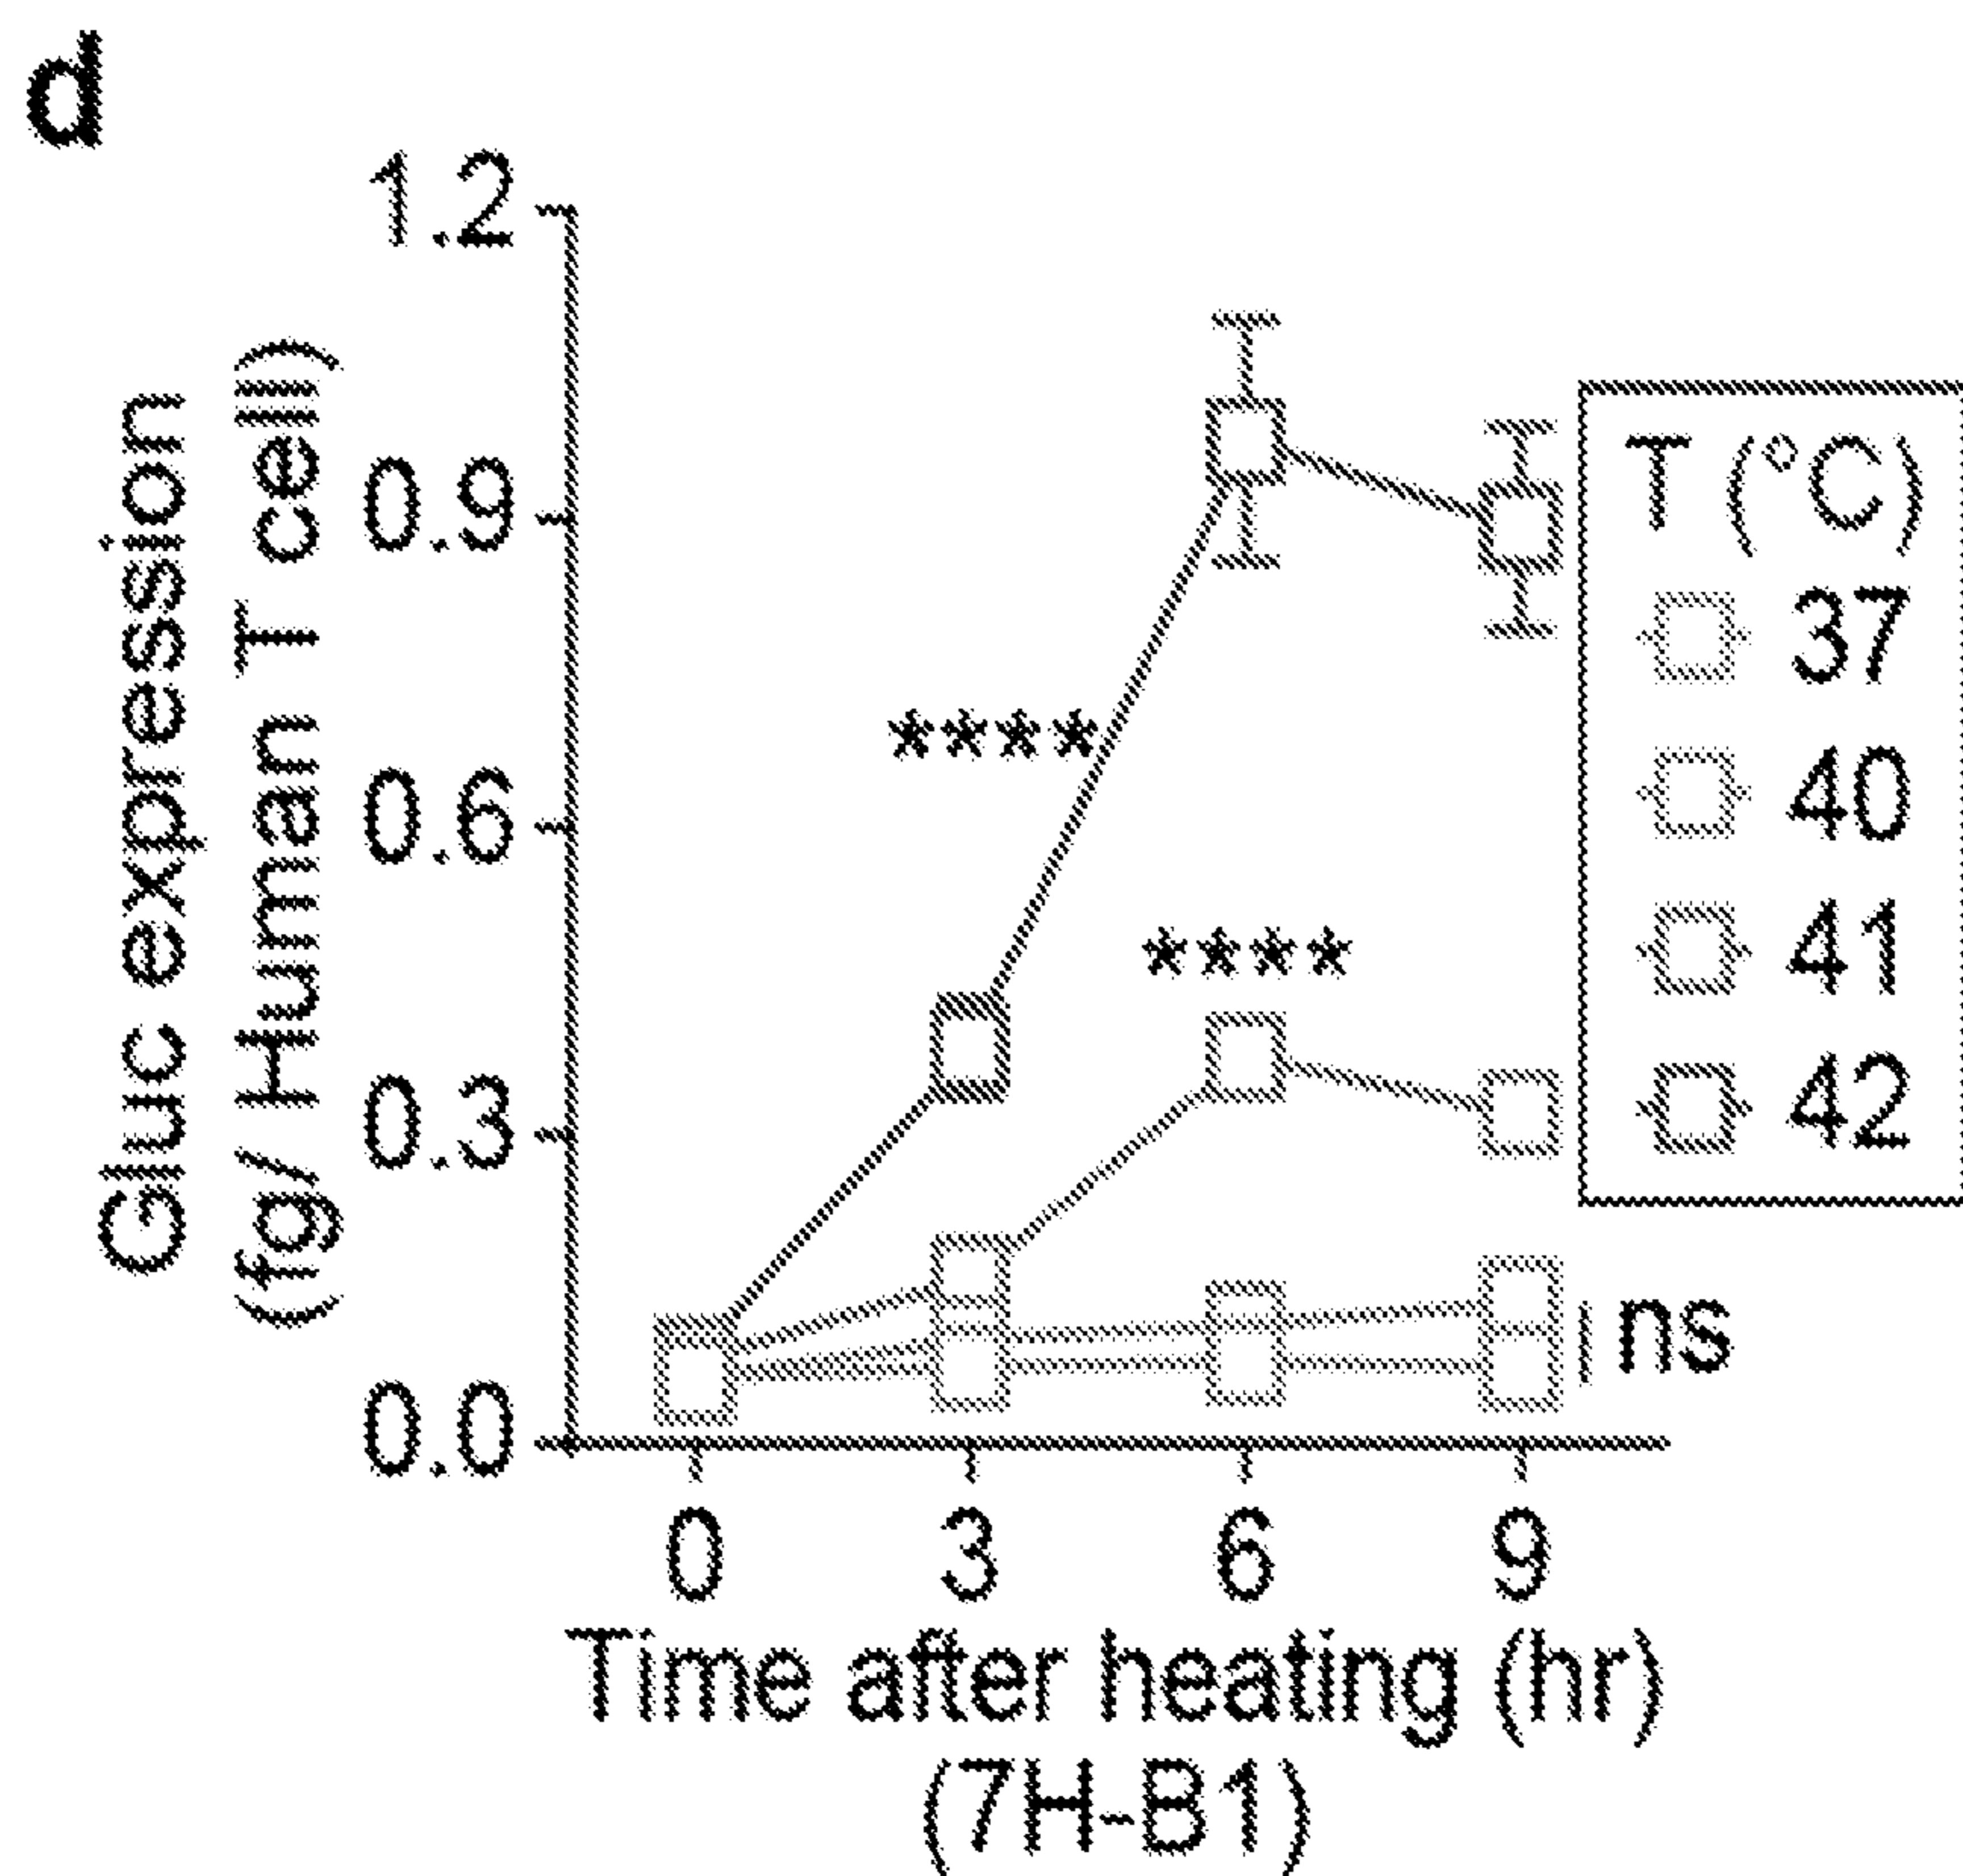 d
Gluc expression
(fg/ Human T cell)
1.2
0.9
0.6
0.3
0.0
****
****
ns
T (°C)
37
40
41
42
0 3 6 9
Time after heating (hr)
(7H-B1)